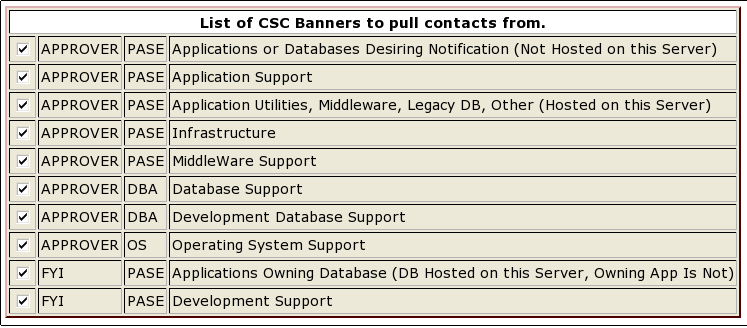 List of CSC Banners to pull contacts from.
APPROVER PASE Applications or Databases Desiring Notification (Not Hosted on this Server)
APPROVER PASE Application Support
APPROVER PASE Application Utilities, Middleware, Legacy DB, Other (Hosted on this Server)
APPROVER PASE Infrastructure
APPROVER PASE MiddleWare Support
APPROVER DBA Database Support
APPROVER DBA Development Database Support
APPROVER OS Operating System Support
FYI PASE Applications Owning Database (DB Hosted on this Server, Owning App Is Not)
FYI PASE Development Support